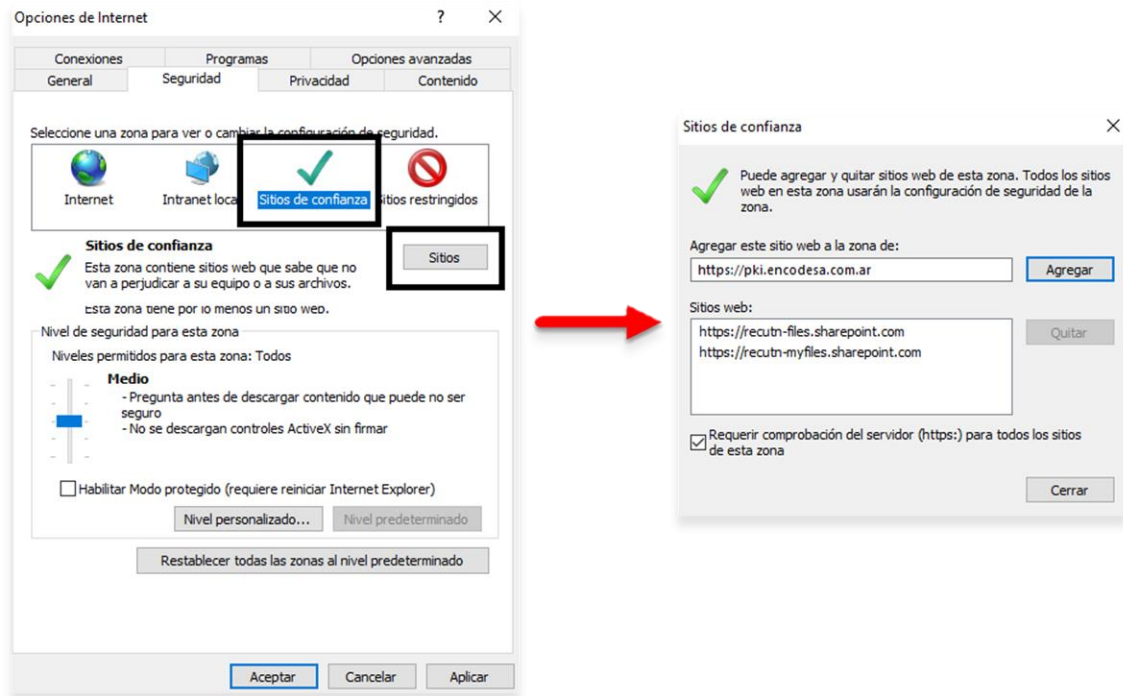 Opciones de Internet
?
Conexiones
Programas
Opciones avanzadas
General
Seguridad
Privacidad
Contenido
Seleccione una zona para ver o cambiar la configuración de seguridad.
Internet
Intranet loca
Sitios de confianza
itios restringidos
Sitios de confianza
Sitios
Esta zona contiene sitios web que sabe que no
van a perjudicar a su equipo o a sus archivos.
Esta zona tiene por lo menos un sitio web.
Nivel de seguridad para esta zona
Niveles permitidos para esta zona: Todos
Medio
- Pregunta antes de descargar contenido que puede no ser
seguro
- No se descargan controles ActiveX sin firmar
Habilitar Modo protegido (requiere reiniciar Internet Explorer)
Nivel personalizado...
Nivel predeterminado
Restablecer todas las zonas al nivel predeterminado
Aceptar
Cancelar
Aplicar
Sitios de confianza
Puede agregar y quitar sitios web de esta zona. Todos los sitios
web en esta zona usarán la configuración de seguridad de la
zona.
Agregar este sitio web a la zona de:
https://pki.encodesa.com.ar
Agregar
Sitios web:
https://recutn-files.sharepoint.com
https://recutn-myfiles.sharepoint.com
Quitar
Requerir comprobación del servidor (https:) para todos los sitios
de esta zona
Cerrar